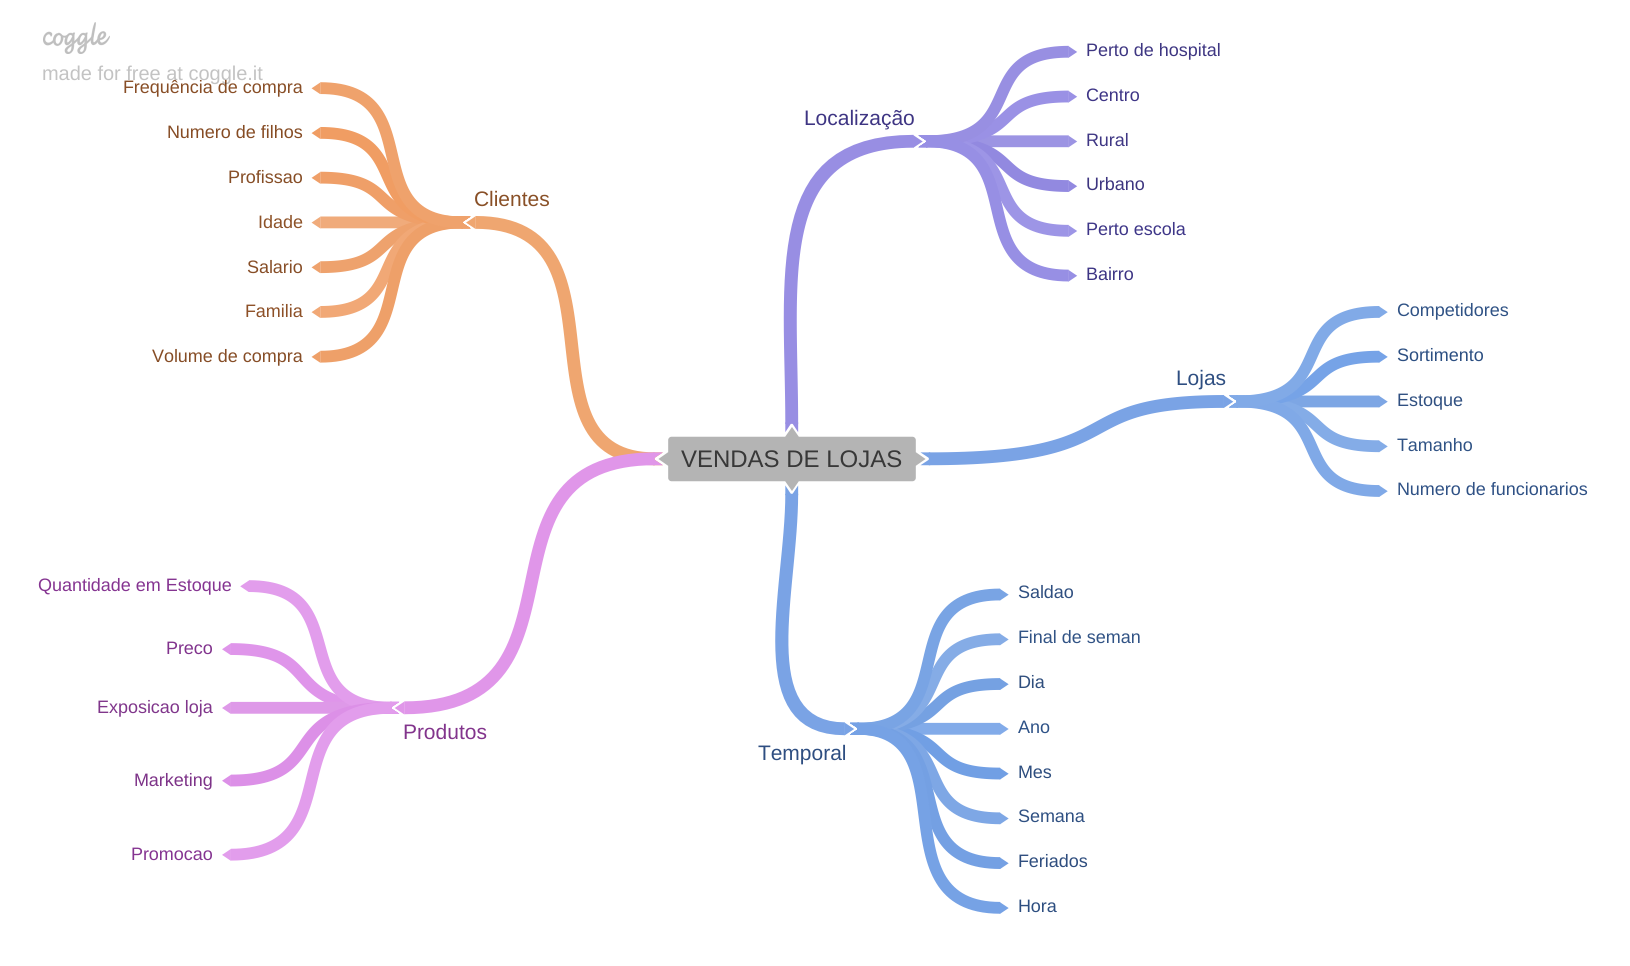 coggle
made for free at coggle.it
Clientes
Frequência de compra
Numero de filhos
Profissao
Idade
Salario
Familia
Volume de compra
Localização
Perto de hospital
Centro
Rural
Urbano
Perto escola
Bairro
Lojas
Competidores
Sortimento
Estoque
Tamanho
Numero de funcionarios
VENDAS DE LOJAS
Produtos
Quantidade em Estoque
Preco
Exposicao loja
Marketing
Promocao
Temporal
Saldao
Final de seman
Dia
Ano
Mes
Semana
Feriados
Hora